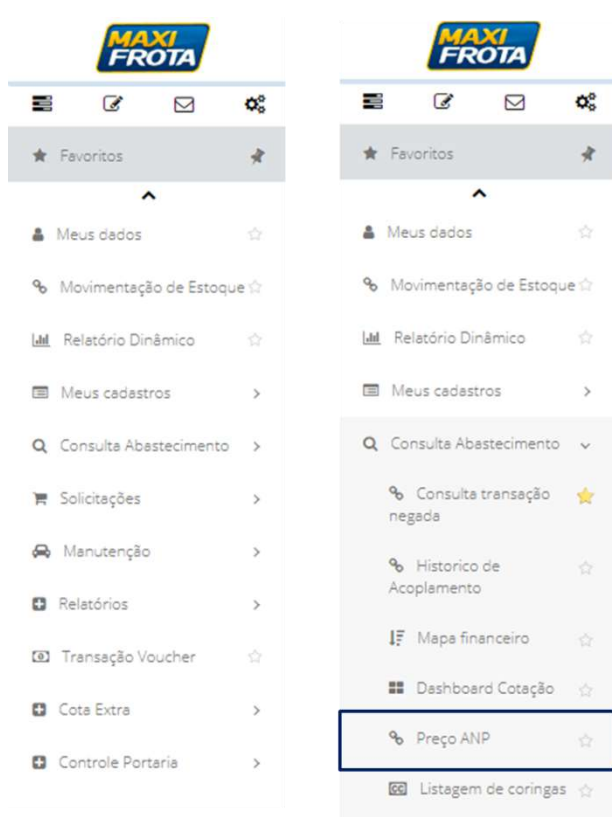 MAXI
FROTA
Favoritos
Meus dados
Movimentação de Estoque
Relatório Dinâmico
Meus cadastros
Consulta Abastecimento
Solicitações
Manutenção
Relatórios
Transação Voucher
Cota Extra
Controle Portaria
MAXI
FROTA
Favoritos
Meus dados
Movimentação de Estoque
Relatório Dinâmico
Meus cadastros
Consulta Abastecimento
Consulta transação
negada
Historico de
Acoplamento
Mapa financeiro
Dashboard Cotação
Preço ANP
CC Listagem de coringas